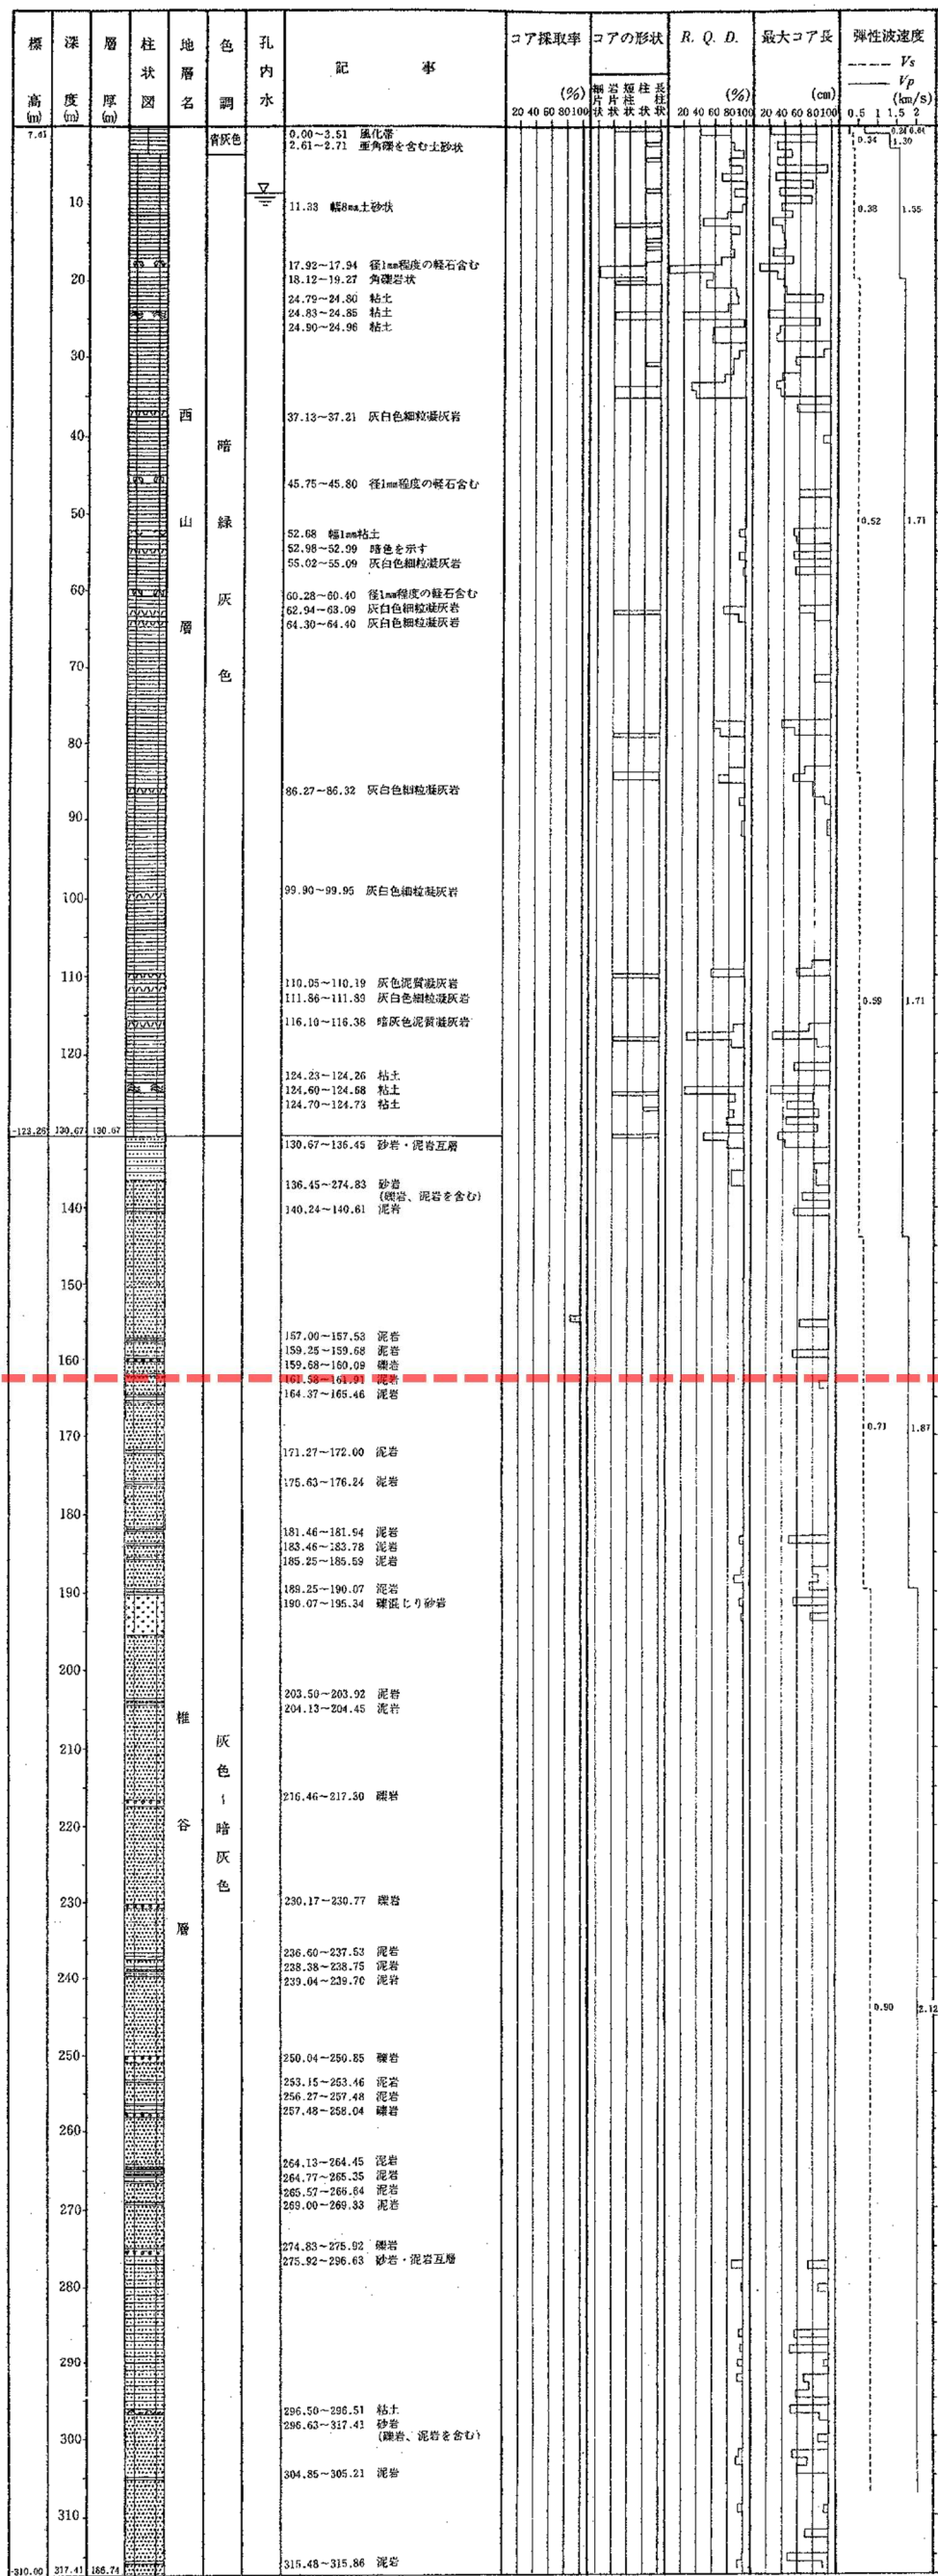 標高(m) 深度(m) 層厚(m) 柱状図 地層名 色調 孔内水 記事 コア採取率(%) コアの形状 R. Q. D.(%) 最大コア長(cm) 弾性波速度
Vs
Vp
(km/s)
細片状 岩片状 短柱状 柱状 長柱状
20 40 60 80 100 20 40 60 80 100 20 40 60 80 100 0.5 1 1.5 2
青灰色
0.00~3.51 風化帯
2.61~2.71 亜角礫を含む土砂状
0.34 1.30
10
11.33 幅8mm土砂状
0.38 1.55
17.92~17.94 径1mm程度の軽石含む
20
18.12~19.27 角礫岩状
24.79~24.80 粘土
24.83~24.85 粘土
24.90~24.96 粘土
30
37.13~37.21 灰白色細粒凝灰岩
40
45.75~45.80 径1mm程度の軽石含む
50
0.52 1.71
52.68 幅1mm粘土
52.98~52.99 暗色を示す
55.02~55.09 灰白色細粒凝灰岩
60
60.28~60.40 径1mm程度の軽石含む
62.94~63.09 灰白色細粒凝灰岩
64.30~64.40 灰白色細粒凝灰岩
西山層
暗緑灰色
70
80
86.27~86.32 灰白色細粒凝灰岩
90
99.90~99.95 灰白色細粒凝灰岩
100
110
110.05~110.19 灰色泥質凝灰岩
111.86~111.89 灰白色細粒凝灰岩
0.59 1.71
116.10~116.38 暗灰色泥質凝灰岩
120
124.23~124.26 粘土
124.60~124.68 粘土
124.70~124.73 粘土
-123.26 130.67 130.67
130.67~136.45 砂岩・泥岩互層
136.45~274.83 砂岩
(礫岩、泥岩を含む)
140
140.24~140.61 泥岩
150
157.00~157.53 泥岩
159.25~159.68 泥岩
160
159.68~160.09 礫岩
161.58~161.91 泥岩
164.37~165.46 泥岩
170
0.71 1.87
171.27~172.00 泥岩
175.63~176.24 泥岩
180
181.46~181.94 泥岩
183.46~183.78 泥岩
185.25~185.59 泥岩
190
189.25~190.07 泥岩
190.07~195.34 礫混じり砂岩
200
203.50~203.92 泥岩
204.13~204.45 泥岩
椎谷層
灰色~暗灰色
210
216.46~217.30 礫岩
220
230
230.17~230.77 礫岩
236.60~237.53 泥岩
238.38~238.75 泥岩
240
239.04~239.70 泥岩
0.90 2.12
250
250.04~250.85 礫岩
253.15~253.46 泥岩
256.27~257.48 泥岩
257.48~258.04 礫岩
260
264.13~264.45 泥岩
264.77~265.35 泥岩
265.57~266.64 泥岩
270
269.00~269.33 泥岩
274.83~275.92 礫岩
275.92~296.63 砂岩・泥岩互層
280
290
296.50~296.51 粘土
296.63~317.41 砂岩
(礫岩、泥岩を含む)
300
304.85~305.21 泥岩
310
315.48~315.86 泥岩
-310.00 317.41 186.74